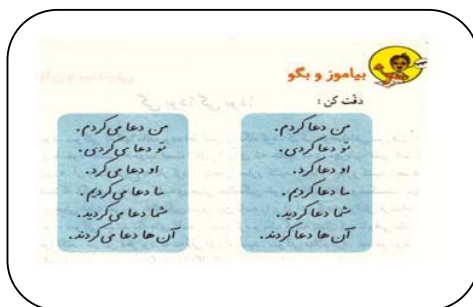 بیاموز و بگو
دقّت کن :
من دعا کردم.
تو دعا کردی.
او دعا کرد.
ما دعا کردیم.
شما دعا کردید.
آن ها دعا کردند.
من دعا می کردم.
تو دعا می کردی.
او دعا می کرد.
ما دعا می کردیم.
شما دعا می کردید.
آن ها دعا می کردند.